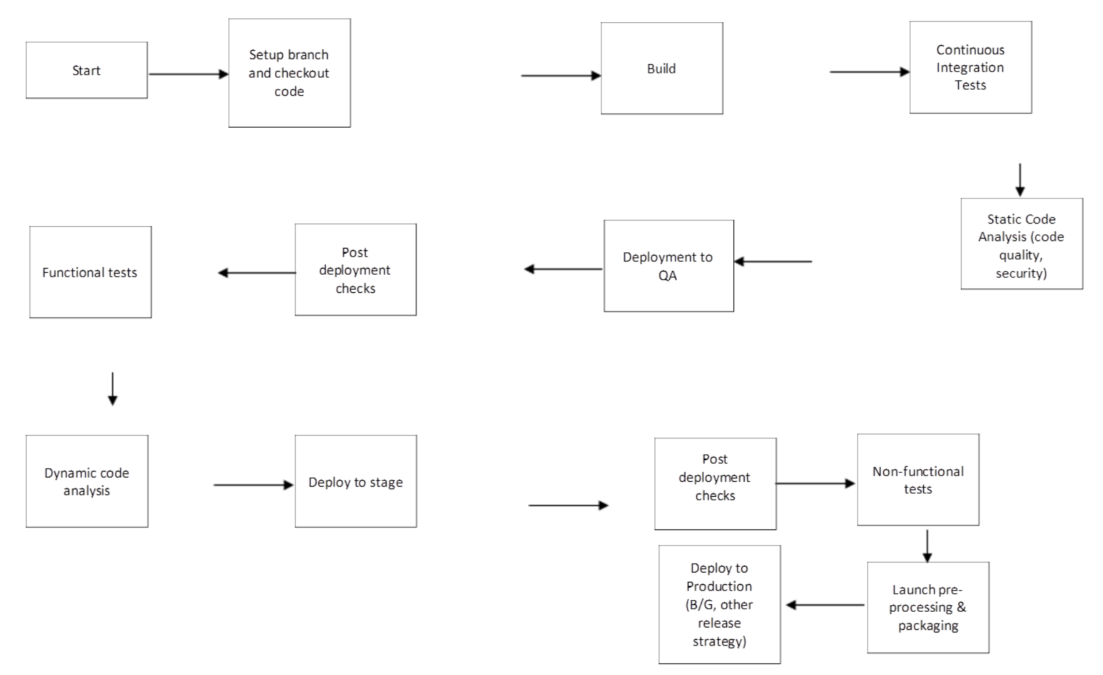 Start
Setup branch
and checkout
code
Build
Continuous
Integration
Tests
Static Code
Analysis (code
quality,
security)
Deployment to
QA
Post
deployment
checks
Functional tests
Dynamic code
analysis
Deploy to stage
Post
deployment
checks
Non-functional
tests
Launch pre-
processing &
packaging
Deploy to
Production
(B/G, other
release
strategy)